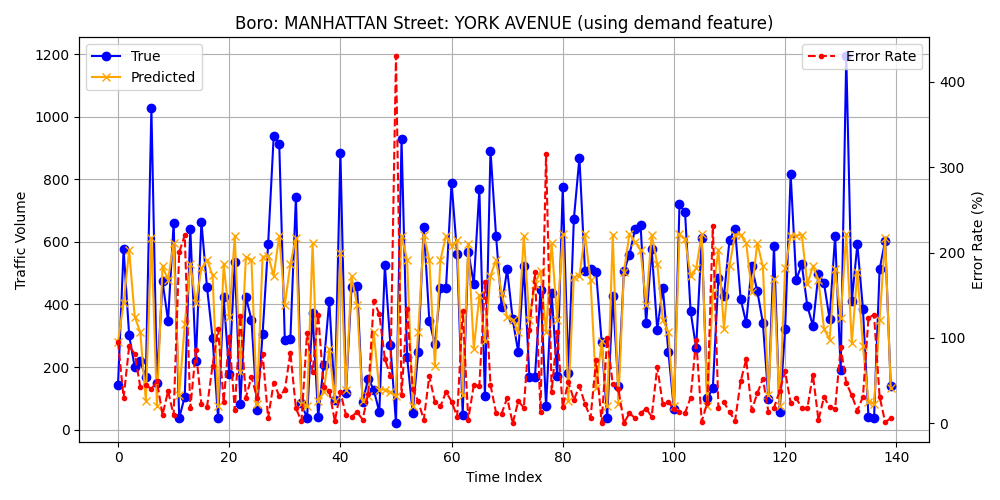 Boro: MANHATTAN Street: YORK AVENUE (using demand feature)
True
Predicted
Error Rate
Traffic Volume
1200
1000
800
600
400
200
0
Error Rate (%)
400
300
200
100
0
0 20 40 60 80 100 120 140
Time Index